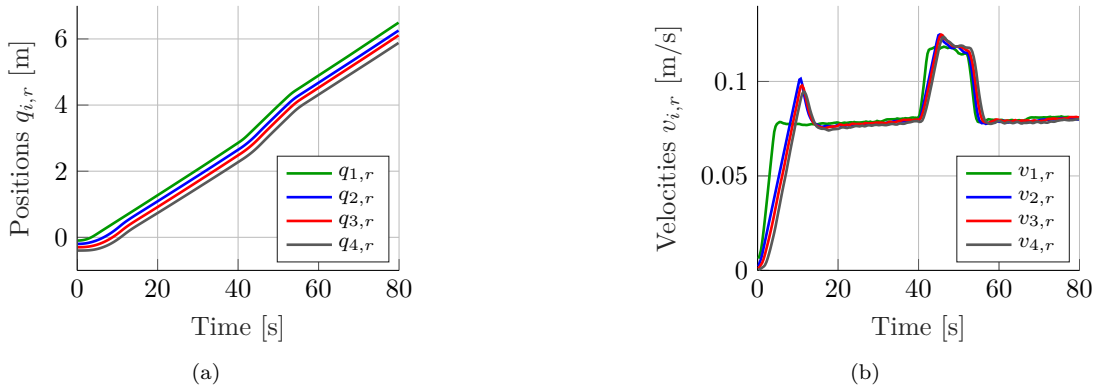 6
4
2
0
0 20 40 60 80
Positions q_{i,r} [m]
Time [s]
q_{1,r}
q_{2,r}
q_{3,r}
q_{4,r}
(a)
0.1
0.05
0
0 20 40 60 80
Velocities v_{i,r} [m/s]
Time [s]
v_{1,r}
v_{2,r}
v_{3,r}
v_{4,r}
(b)